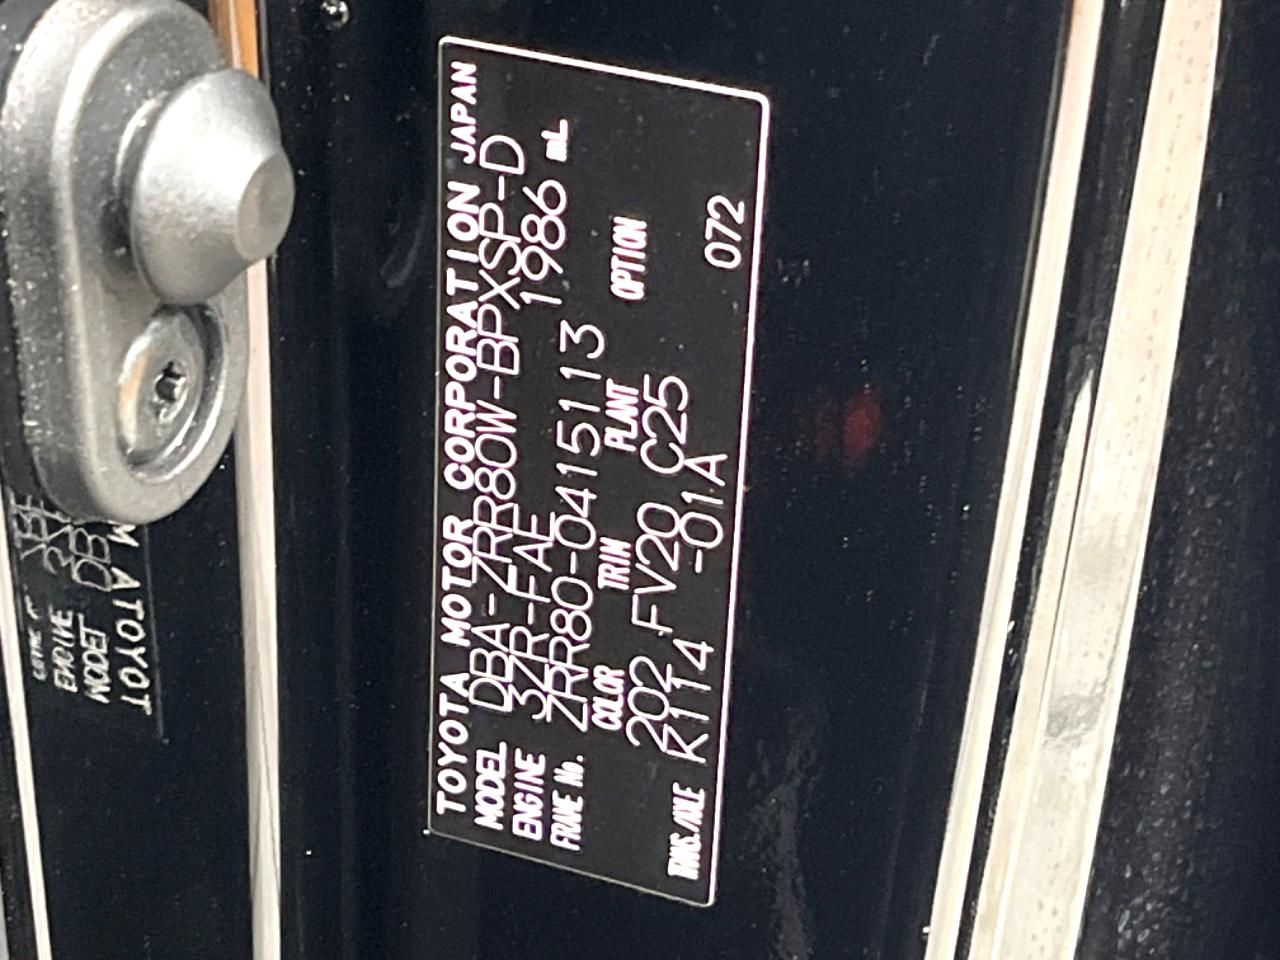 TOYOTA MOTOR CORPORATION JAPAN
MODEL DBA-ZRR80W-BPXSP-D
ENGINE 3ZR-FAE 1986 mL
FRAME No. ZRR80-0415113
COLOR TRIM PLANT OPTION
202 FV20 C25
TRANS./AXLE K114 -01A 072